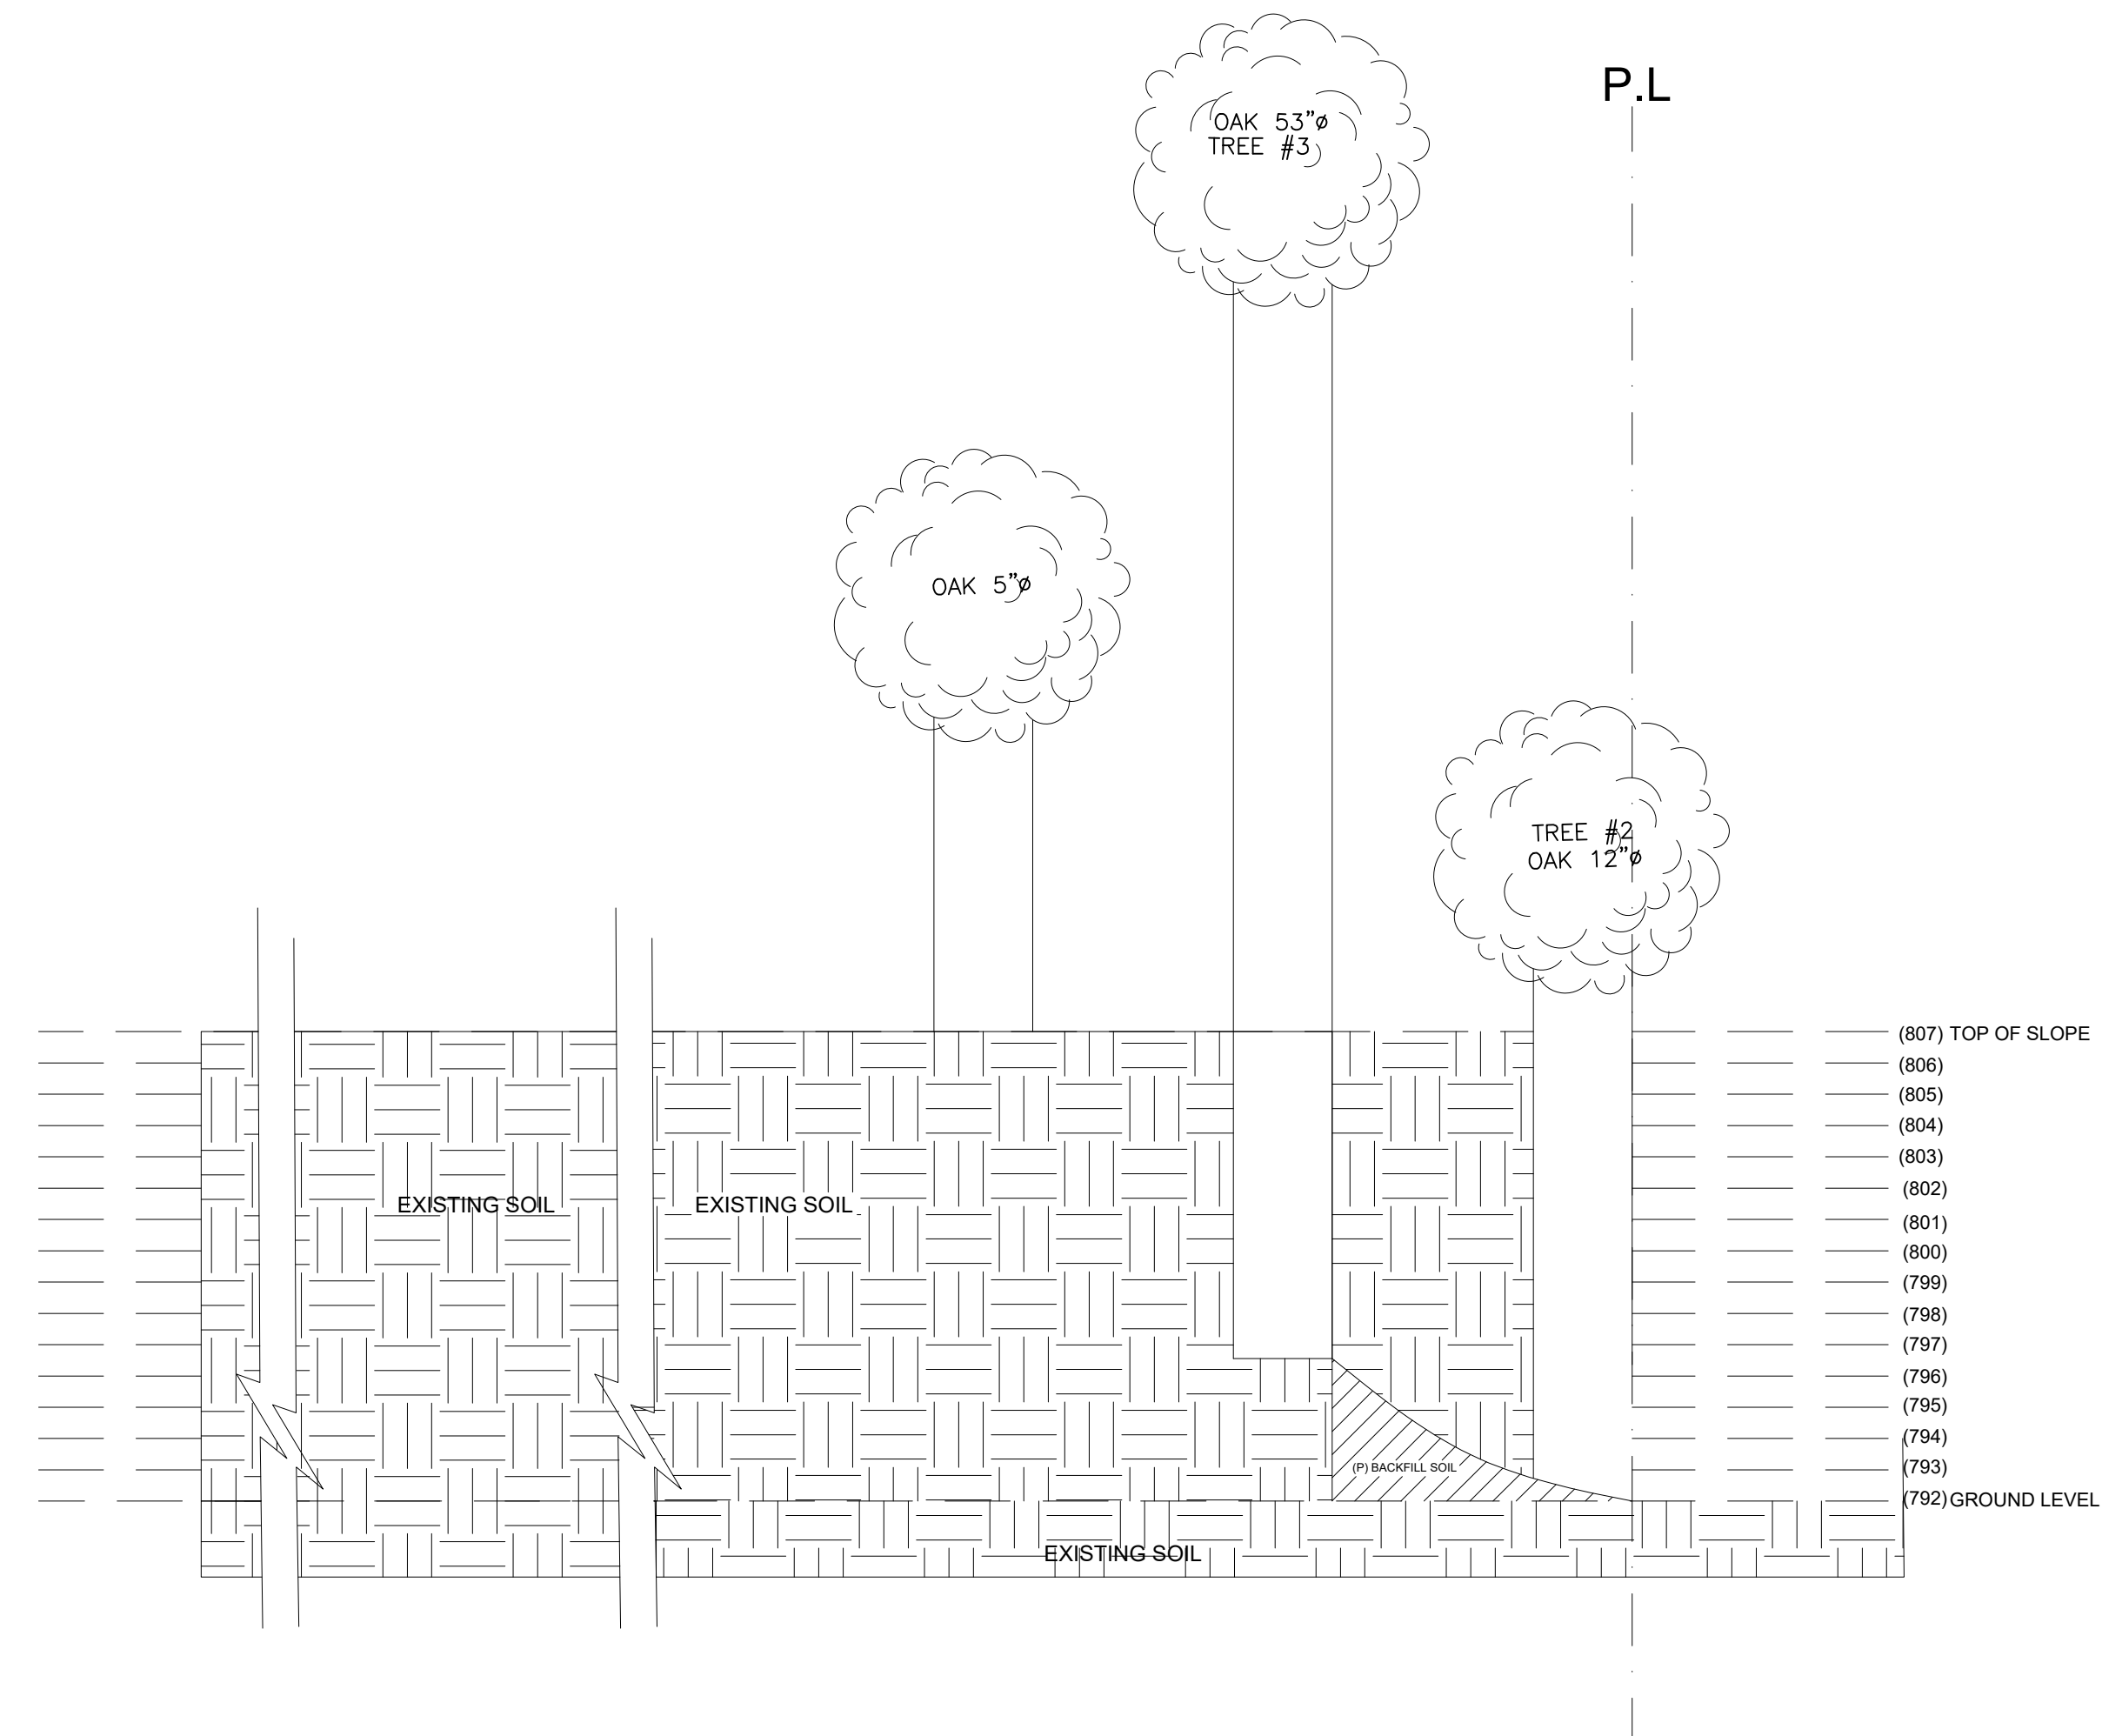 P.L
OAK 53”ø
TREE #3
OAK 5”ø
TREE #2
OAK 12”ø
(807) TOP OF SLOPE
(806)
(805)
(804)
(803)
(802)
EXISTING SOIL
EXISTING SOIL
(801)
(800)
(799)
(798)
(797)
(796)
(795)
(794)
(P) BACKFILL SOIL
(793)
(792) GROUND LEVEL
EXISTING SOIL